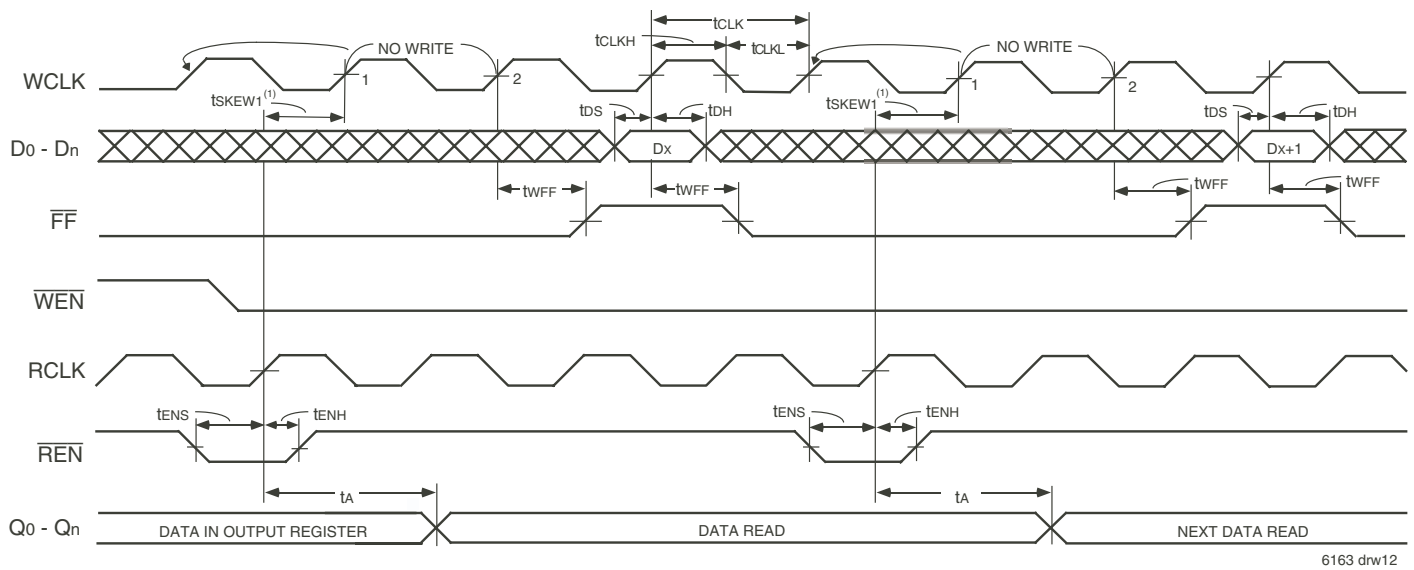 tCLK
tCLKH
tCLKL
NO WRITE
NO WRITE
WCLK
1
2
1
2
tSKEW1(1)
tDS
tDH
tSKEW1(1)
tDS
tDH
D0 - Dn
Dx
Dx+1
tWFF
tWFF
tWFF
tWFF
FF
WEN
RCLK
tENS
tENH
tENS
tENH
REN
tA
tA
Q0 - Qn
DATA IN OUTPUT REGISTER
DATA READ
NEXT DATA READ
6163 drw12